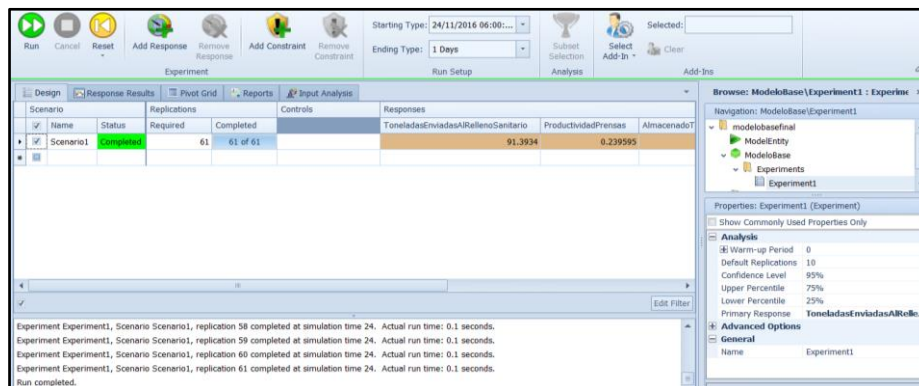 Starting Type: 24/11/2016 06:00:...
Selected:
Run Cancel Reset Add Response Remove Response Add Constraint Remove Constraint
Ending Type: 1 Days
Subset Selection Select Add-In Clear
Experiment Run Setup Analysis Add-Ins
Design Response Results Pivot Grid Reports Input Analysis
Scenario Replications Controls Responses
Name Status Required Completed ToneladasEnviadasAlRellenoSanitario ProductividadPrensas AlmacenadoT
Scenario1 Completed 61 61 of 61 91.3934 0.239595
Edit Filter
Experiment Experiment1, Scenario Scenario1, replication 58 completed at simulation time 24. Actual run time: 0.1 seconds.
Experiment Experiment1, Scenario Scenario1, replication 59 completed at simulation time 24. Actual run time: 0.1 seconds.
Experiment Experiment1, Scenario Scenario1, replication 60 completed at simulation time 24. Actual run time: 0.1 seconds.
Experiment Experiment1, Scenario Scenario1, replication 61 completed at simulation time 24. Actual run time: 0.1 seconds.
Run completed.
Browse: ModeloBase\Experiment1 : Experime
Navigation: ModeloBase\Experiment1
modelobasefinal
ModelEntity
ModeloBase
Experiments
Experiment1
Properties: Experiment1 (Experiment)
Show Commonly Used Properties Only
Analysis
Warm-up Period 0
Default Replications 10
Confidence Level 95%
Upper Percentile 75%
Lower Percentile 25%
Primary Response ToneladasEnviadasAlRelle...
Advanced Options
General
Name Experiment1